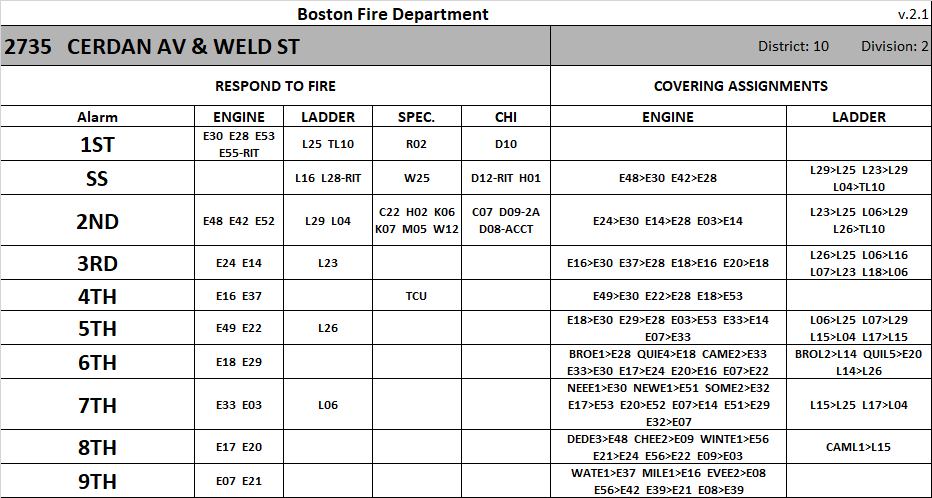 Boston Fire Department v.2.1
2735 CERDAN AV & WELD ST District: 10 Division: 2
RESPOND TO FIRE COVERING ASSIGNMENTS
Alarm ENGINE LADDER SPEC. CHI ENGINE LADDER
1ST
E30 E28 E53
E55-RIT
L25 TL10
R02
D10
SS
L16 L28-RIT
W25
D12-RIT H01
E48>E30 E42>E28
L29>L25 L23>L29
L04>TL10
2ND
E48 E42 E52
L29 L04
C22 H02 K06
K07 M05 W12
C07 D09-2A
D08-ACCT
E24>E30 E14>E28 E03>E14
L23>L25 L06>L29
L26>TL10
3RD
E24 E14
L23
E16>E30 E37>E28 E18>E16 E20>E18
L26>L25 L06>L16
L07>L23 L18>L06
4TH
E16 E37
TCU
E49>E30 E22>E28 E18>E53
5TH
E49 E22
L26
E18>E30 E29>E28 E03>E53 E33>E14
E07>E33
L06>L25 L07>L29
L15>L04 L17>L15
6TH
E18 E29
BROE1>E28 QUIE4>E18 CAME2>E33
E33>E30 E17>E24 E20>E16 E07>E22
BROL2>L14 QUIL5>E20
L14>L26
7TH
E33 E03
L06
NEEE1>E30 NEWE1>E51 SOME2>E32
E17>E53 E20>E52 E07>E14 E51>E29
E32>E07
L15>L25 L17>L04
8TH
E17 E20
DEDE3>E48 CHEE2>E09 WINTE1>E56
E21>E24 E56>E22 E09>E03
CAML1>L15
9TH
E07 E21
WATE1>E37 MILE1>E16 EVEE2>E08
E56>E42 E39>E21 E08>E39